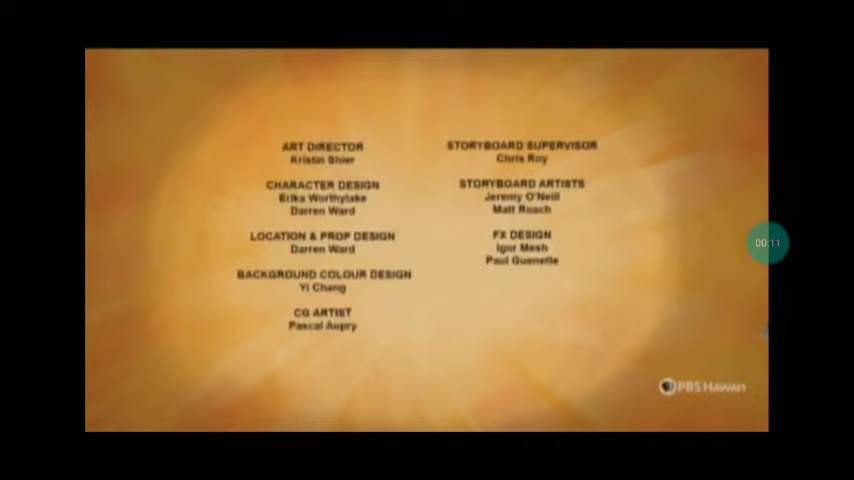 ART DIRECTOR
Kristin Shier
CHARACTER DESIGN
Erika Worthylake
Darren Ward
LOCATION & PROP DESIGN
Darren Ward
BACKGROUND COLOUR DESIGN
Yi Chang
CG ARTIST
Pascal Aupry
STORYBOARD SUPERVISOR
Chris Roy
STORYBOARD ARTISTS
Jeremy O'Neill
Matt Roach
FX DESIGN
Igor Mesh
Paul Guenette
00:11
PBS HAWAII